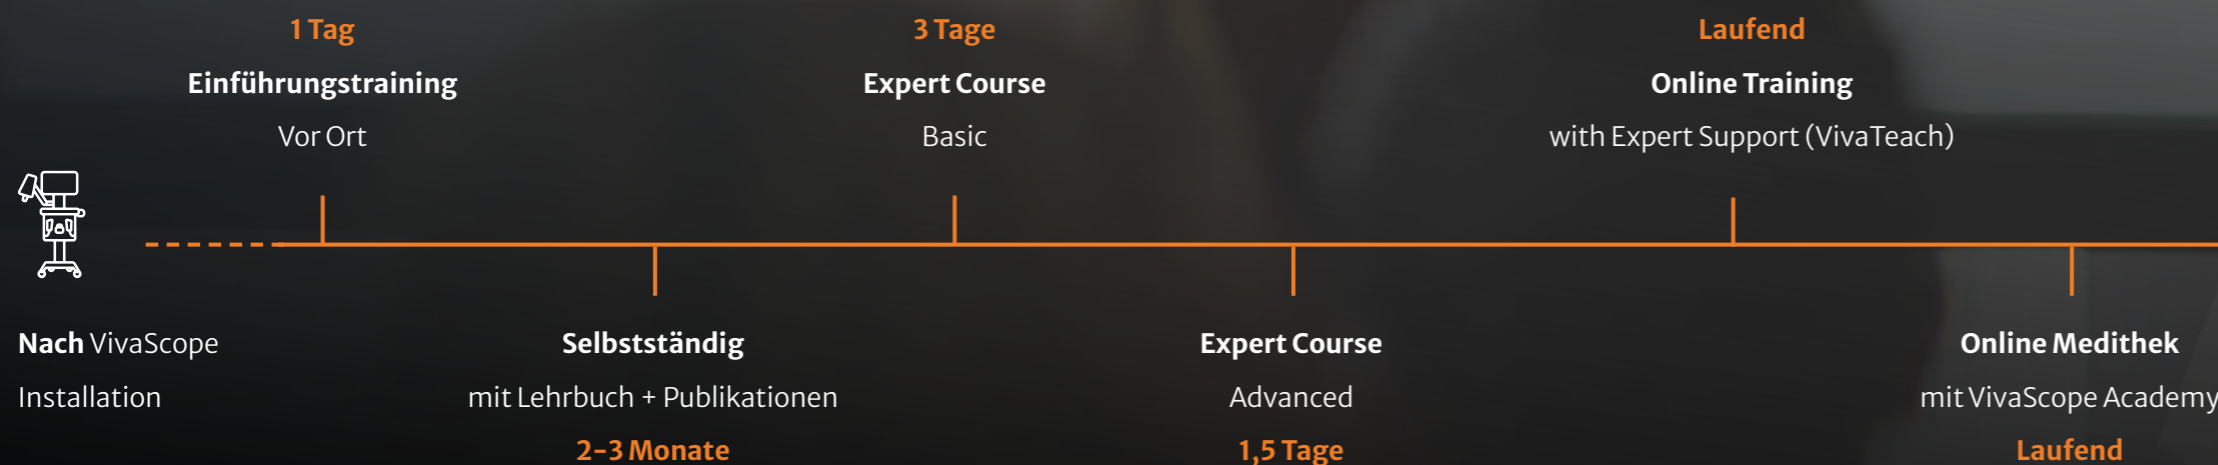 1 Tag
Einführungstraining
Vor Ort
3 Tage
Expert Course
Basic
Laufend
Online Training
with Expert Support (VivaTeach)
Nach VivaScope
Installation
Selbstständig
mit Lehrbuch + Publikationen
2-3 Monate
Expert Course
Advanced
1,5 Tage
Online Medithek
mit VivaScope Academy
Laufend